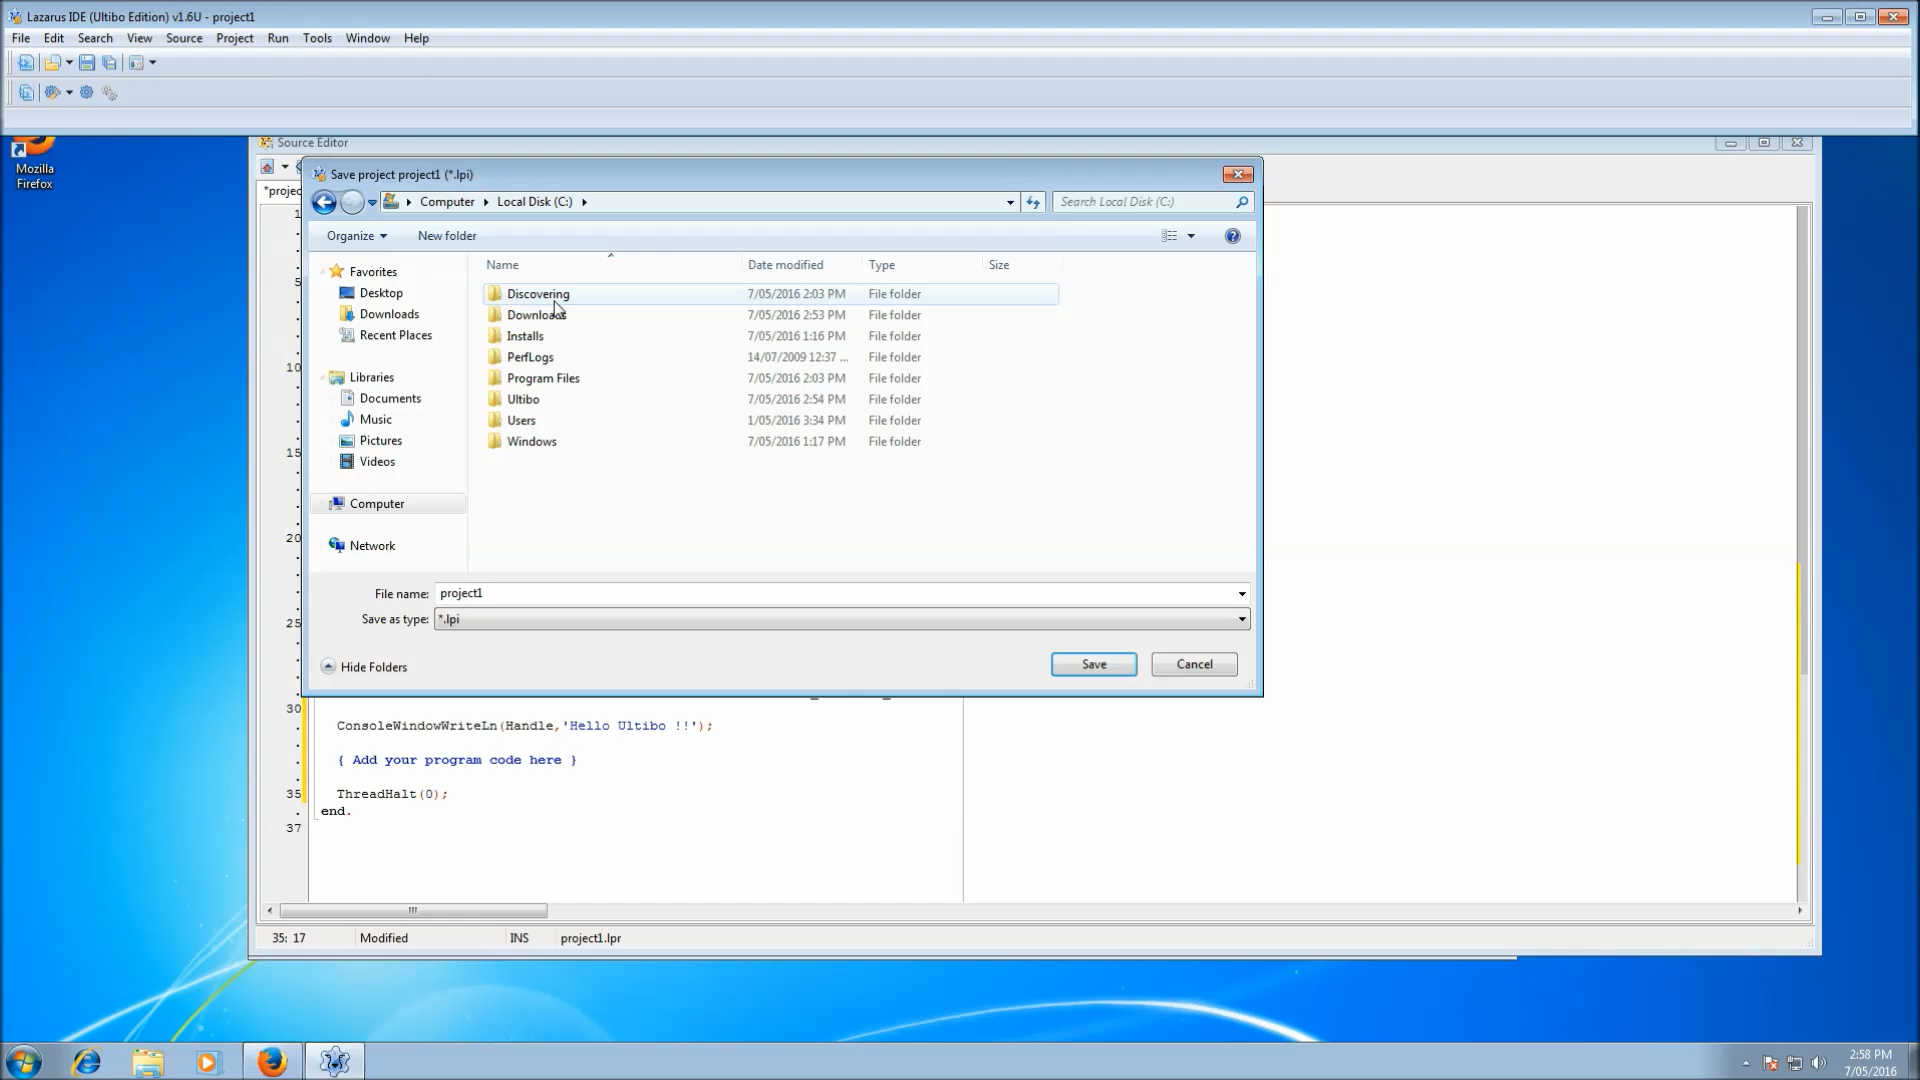 Lazarus IDE (Ultibo Edition) v1.6U - project1
File Edit Search View Source Project Run Tools Window Help
Mozilla
Firefox
Source Editor
Save project project1 (*.lpi)
Computer Local Disk (C:)
Search Local Disk (C:)
Organize New folder
Name Date modified Type Size
Favorites
Desktop
Downloads
Recent Places
Libraries
Documents
Music
Pictures
Videos
Computer
Network
Discovering 7/05/2016 2:03 PM File folder
Downloads 7/05/2016 2:53 PM File folder
Installs 7/05/2016 1:16 PM File folder
PerfLogs 14/07/2009 12:37 ... File folder
Program Files 7/05/2016 2:03 PM File folder
Ultibo 7/05/2016 2:54 PM File folder
Users 1/05/2016 3:34 PM File folder
Windows 7/05/2016 1:17 PM File folder
File name: project1
Save as type: *.lpi
Hide Folders
Save Cancel
*projec
1
5
10
15
20
25
30
ConsoleWindowWriteLn(Handle,'Hello Ultibo !!');
{ Add your program code here }
35 ThreadHalt(0);
end.
37
35: 17 Modified INS project1.lpr
2:58 PM
7/05/2016